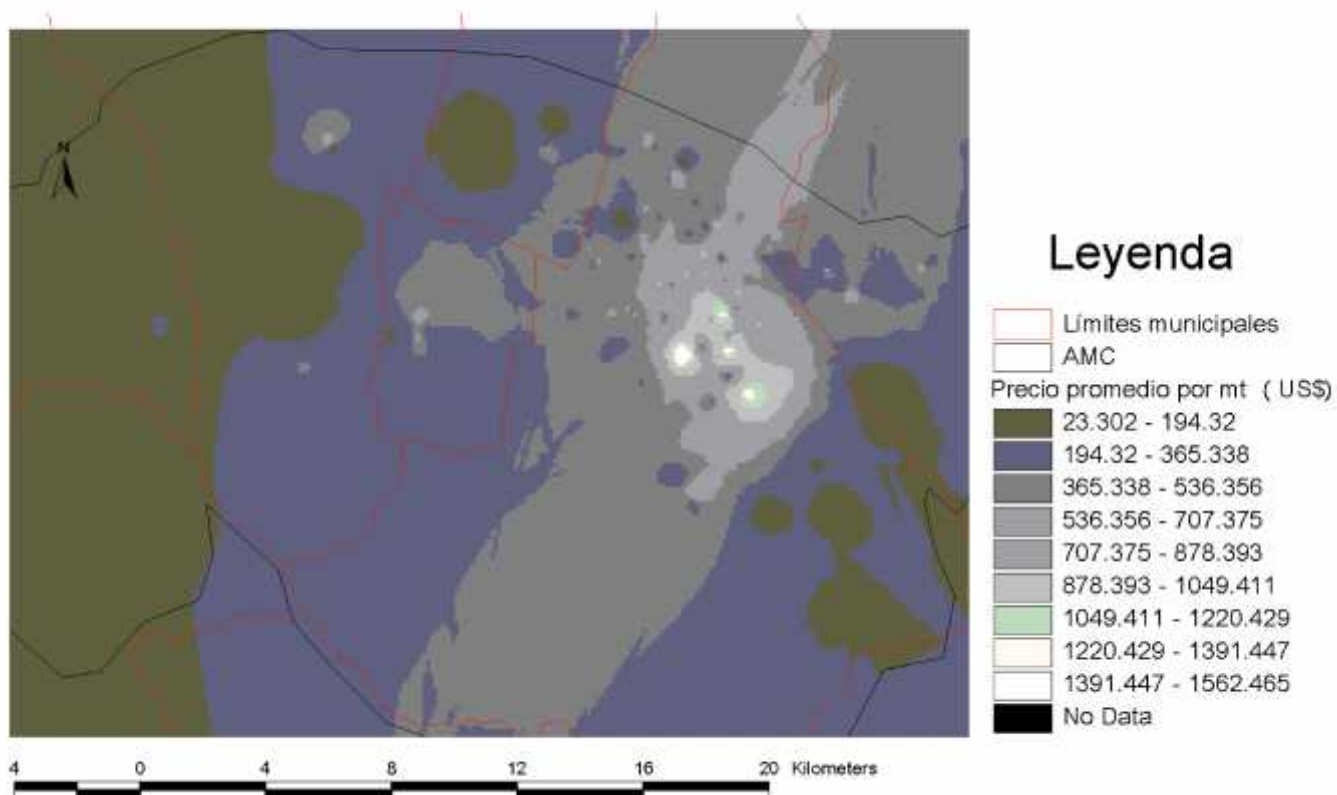 N
Leyenda
Límites municipales
AMC
Precio promedio por mt ( US$)
23.302 - 194.32
194.32 - 365.338
365.338 - 536.356
536.356 - 707.375
707.375 - 878.393
878.393 - 1049.411
1049.411 - 1220.429
1220.429 - 1391.447
1391.447 - 1562.465
No Data
4 0 4 8 12 16 20 Kilometers